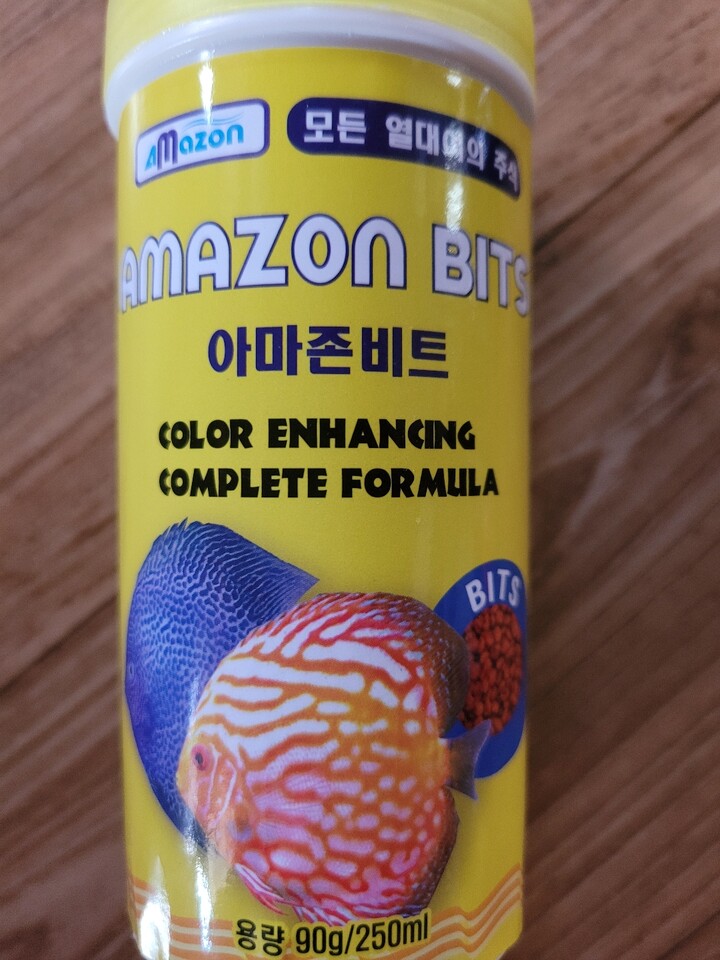 Amazon
모든 열대어의 주식
AMAZON BITS
아마존비트
COLOR ENHANCING
COMPLETE FORMULA
BITS
용량 90g/250ml